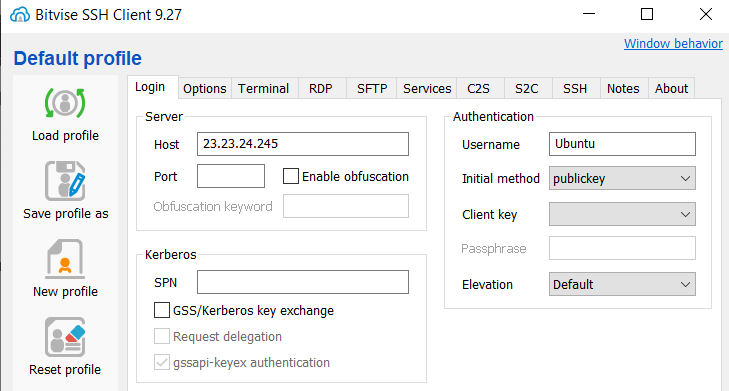 Bitvise SSH Client 9.27
Window behavior
Default profile
Load profile
Save profile as
New profile
Reset profile
Login Options Terminal RDP SFTP Services C2S S2C SSH Notes About
Server
Host 23.23.24.245
Port Enable obfuscation
Obfuscation keyword
Kerberos
SPN
GSS/Kerberos key exchange
Request delegation
gssapi-keyex authentication
Authentication
Username Ubuntu
Initial method publickey
Client key
Passphrase
Elevation Default